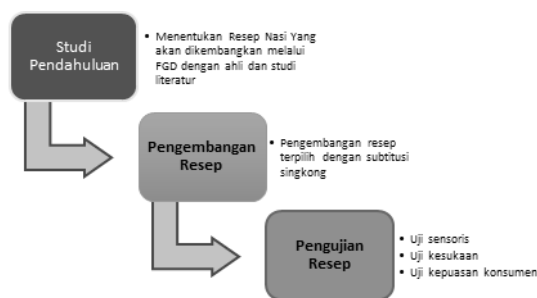 Studi
Pendahuluan
• Menentukan Resep Nasi Yang
akan dikembangkan melalui
FGD dengan ahli dan studi
literatur
Pengembangan
Resep
• Pengembangan resep
terpilih dengan subtitusi
singkong
Pengujian
Resep
• Uji sensoris
• Uji kesukaan
• Uji kepuasan konsumen